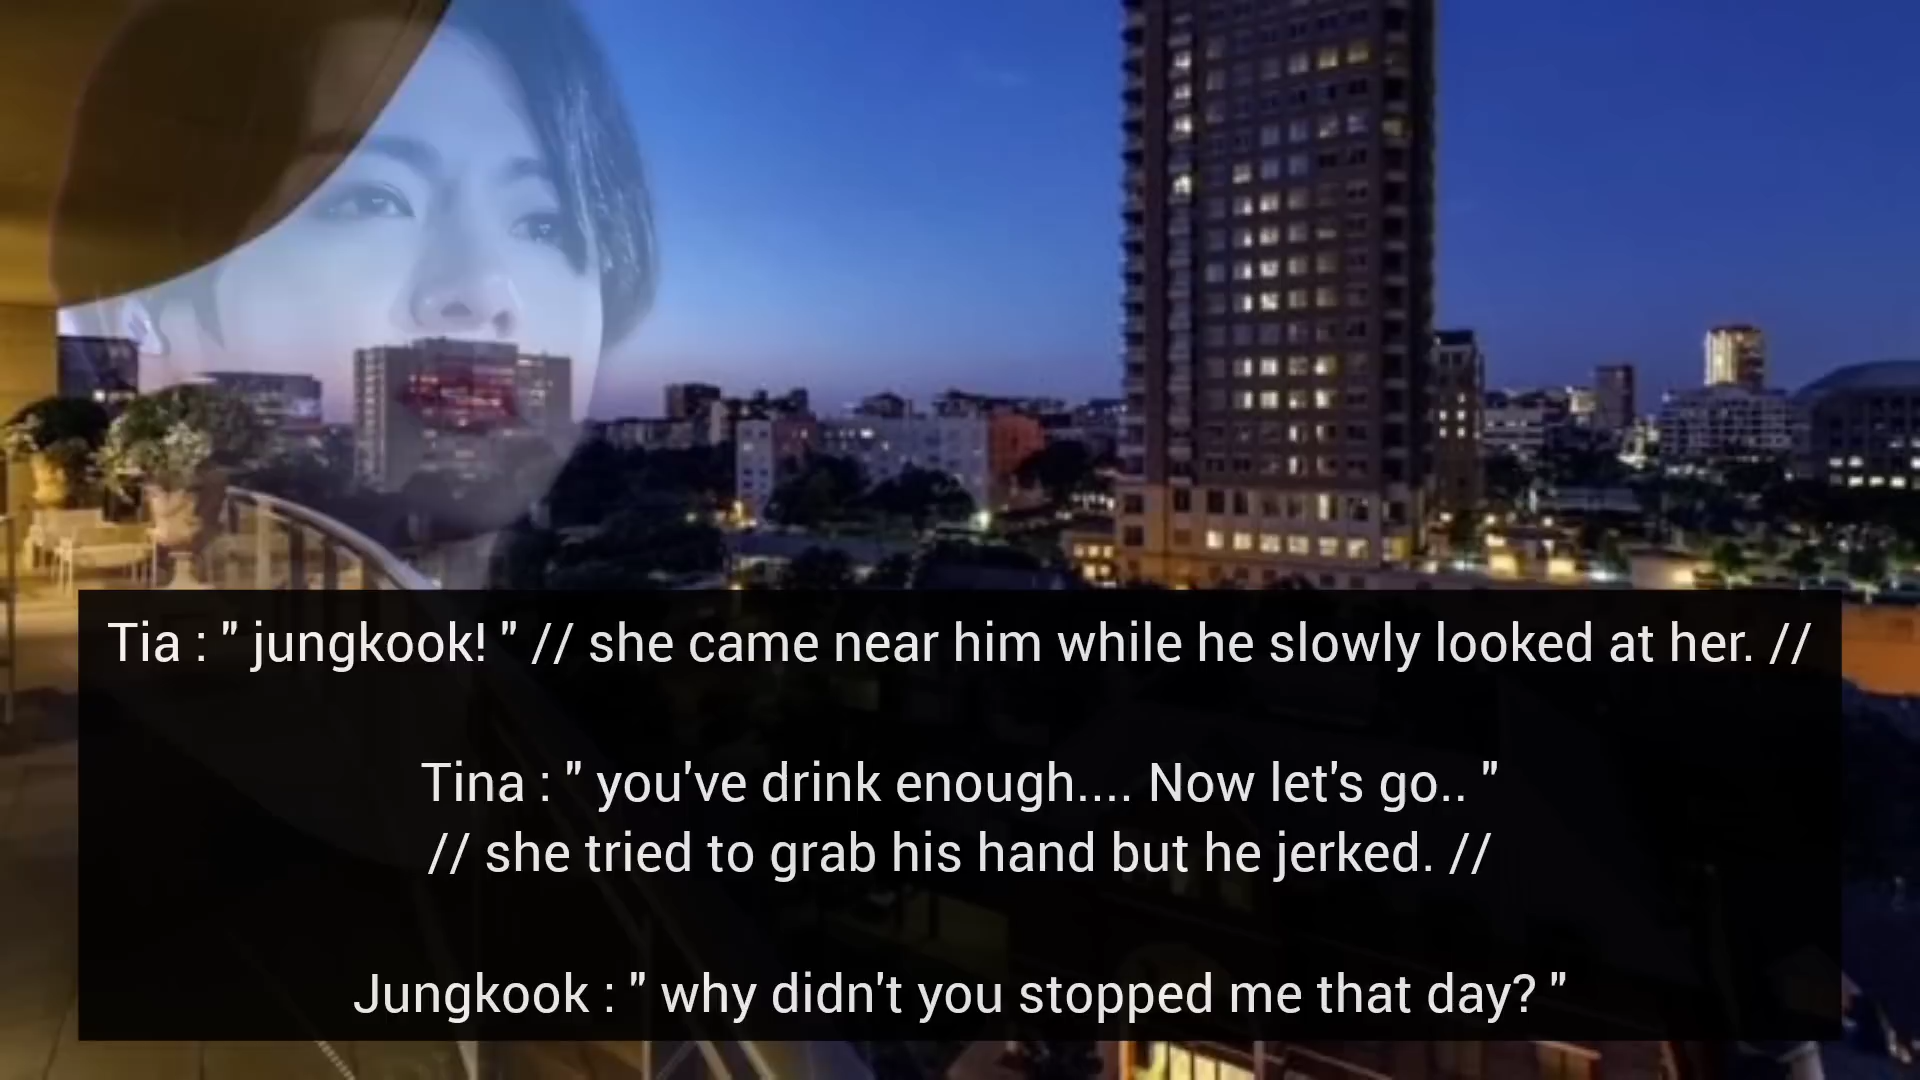 Tia : " jungkook! " // she came near him while he slowly looked at her. //
Tina : " you've drink enough.... Now let's go.. "
// she tried to grab his hand but he jerked. //
Jungkook : " why didn't you stopped me that day? "